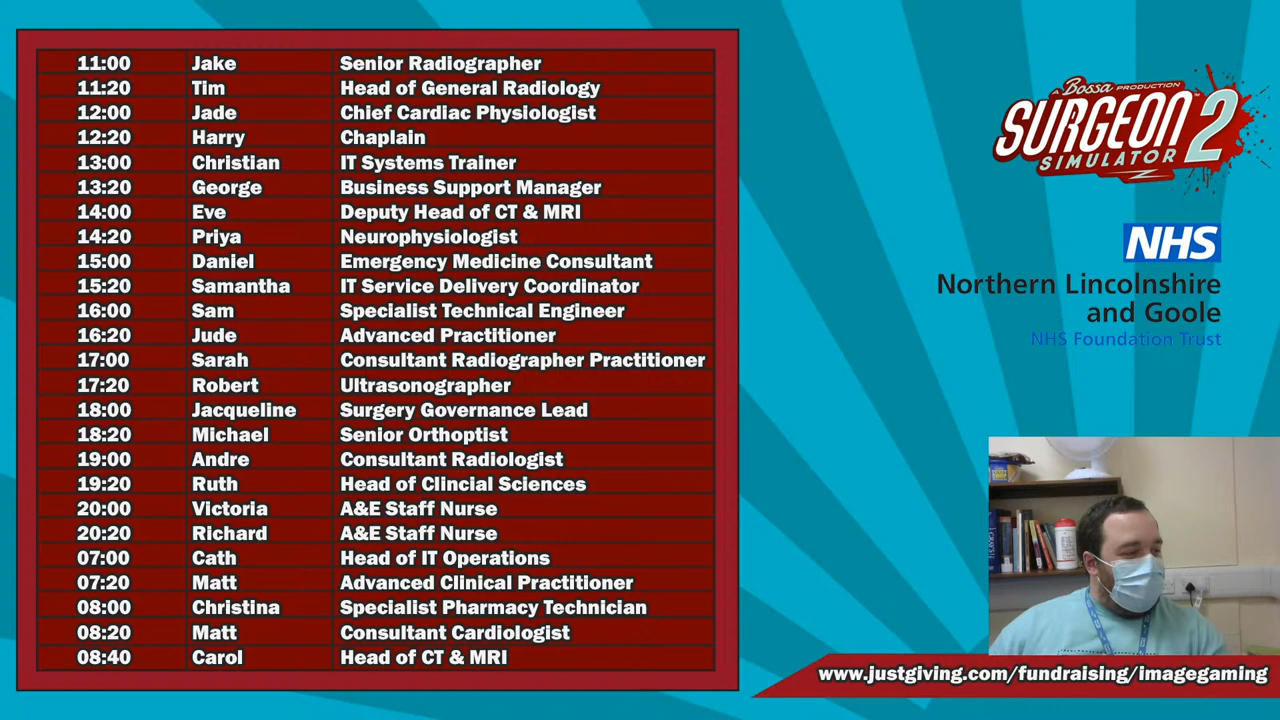 11:00 Jake Senior Radiographer
11:20 Tim Head of General Radiology
12:00 Jade Chief Cardiac Physiologist
12:20 Harry Chaplain
13:00 Christian IT Systems Trainer
13:20 George Business Support Manager
14:00 Eve Deputy Head of CT & MRI
14:20 Priya Neurophysiologist
15:00 Daniel Emergency Medicine Consultant
15:20 Samantha IT Service Delivery Coordinator
16:00 Sam Specialist Technical Engineer
16:20 Jude Advanced Practitioner
17:00 Sarah Consultant Radiographer Practitioner
17:20 Robert Ultrasonographer
18:00 Jacqueline Surgery Governance Lead
18:20 Michael Senior Orthoptist
19:00 Andre Consultant Radiologist
19:20 Ruth Head of Clincial Sciences
20:00 Victoria A&E Staff Nurse
20:20 Richard A&E Staff Nurse
07:00 Cath Head of IT Operations
07:20 Matt Advanced Clinical Practitioner
08:00 Christina Specialist Pharmacy Technician
08:20 Matt Consultant Cardiologist
08:40 Carol Head of CT & MRI
A Bossa PRODUCTION
SURGEON 2
SIMULATOR
NHS
Northern Lincolnshire
and Goole
NHS Foundation Trust
www.justgiving.com/fundraising/imagegaming